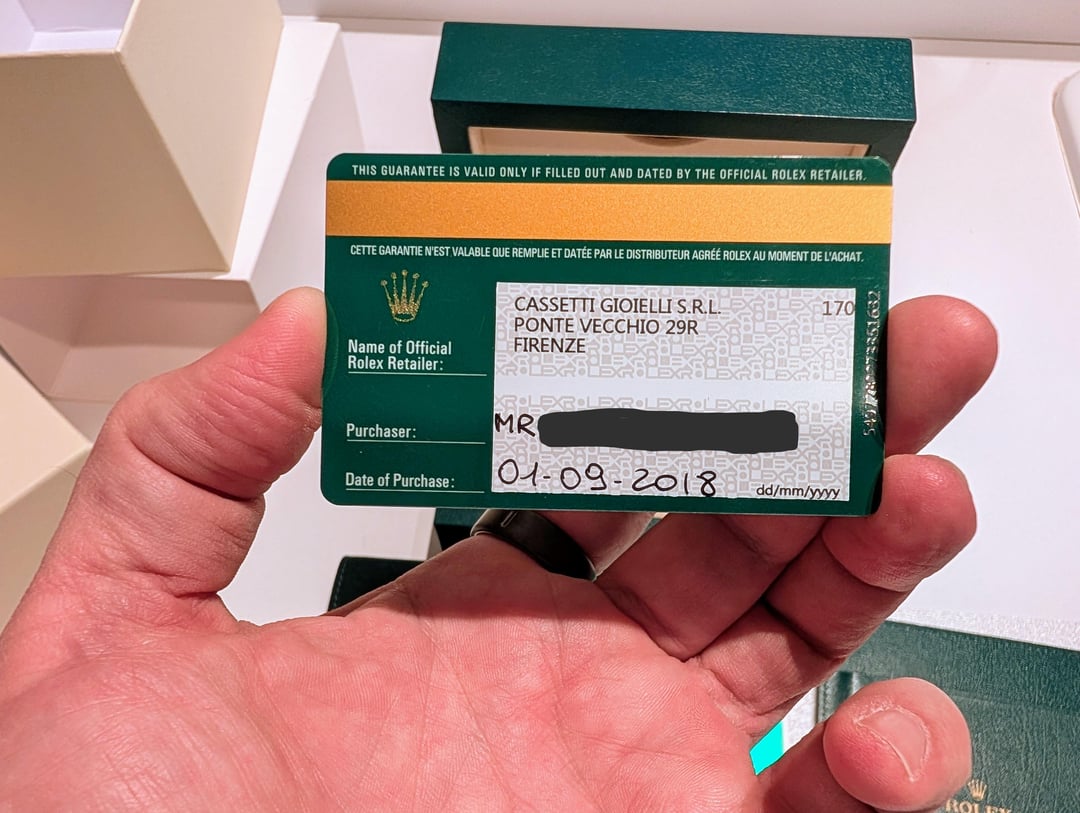 THIS GUARANTEE IS VALID ONLY IF FILLED OUT AND DATED BY THE OFFICIAL ROLEX RETAILER.
CETTE GARANTIE N'EST VALABLE QUE REMPLIE ET DATÉE PAR LE DISTRIBUTEUR AGRÉÉ ROLEX AU MOMENT DE L'ACHAT.
CASSETTI GIOIELLI S.R.L. 170
PONTE VECCHIO 29R
FIRENZE
Name of Official
Rolex Retailer:
Purchaser: MR
Date of Purchase: 01-09-2018 dd/mm/yyyy
ROLEX